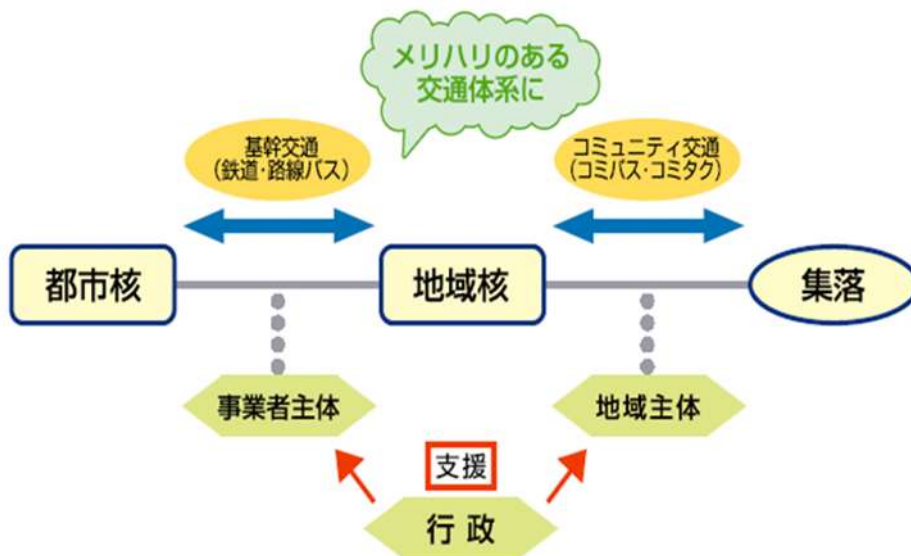 メリハリのある
交通体系に
基幹交通
(鉄道・路線バス)
コミュニティ交通
(コミバス・コミタク)
都市核
地域核
集落
事業者主体
地域主体
支援
行政